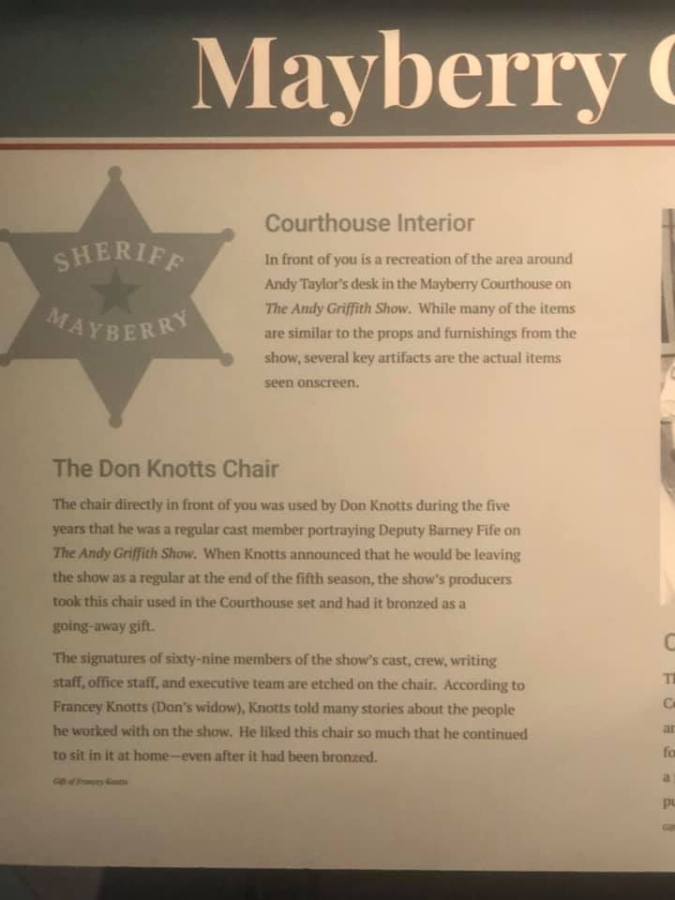 Mayberry C
SHERIFF
MAYBERRY
Courthouse Interior
In front of you is a recreation of the area around
Andy Taylor's desk in the Mayberry Courthouse on
The Andy Griffith Show. While many of the items
are similar to the props and furnishings from the
show, several key artifacts are the actual items
seen onscreen.
The Don Knotts Chair
The chair directly in front of you was used by Don Knotts during the five
years that he was a regular cast member portraying Deputy Barney Fife on
The Andy Griffith Show. When Knotts announced that he would be leaving
the show as a regular at the end of the fifth season, the show's producers
took this chair used in the Courthouse set and had it bronzed as a
going-away gift.
The signatures of sixty-nine members of the show's cast, crew, writing
staff, office staff, and executive team are etched on the chair. According to
Francey Knotts (Don's widow), Knotts told many stories about the people
he worked with on the show. He liked this chair so much that he continued
to sit in it at home—even after it had been bronzed.
Gift of Francey Knotts